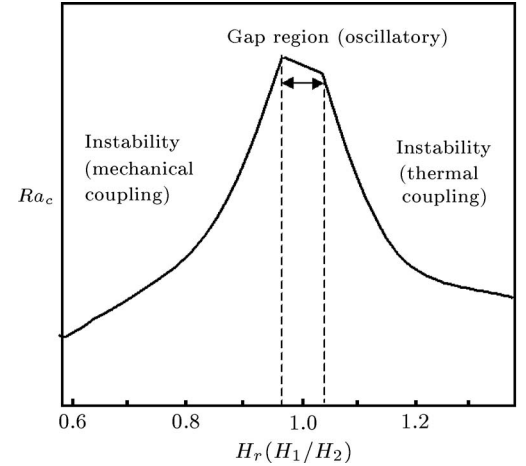 Gap region (oscillatory)
Instability
(mechanical
coupling)
Instability
(thermal
coupling)
Ra_c
0.6
0.8
1.0
1.2
H_r(H_1/H_2)